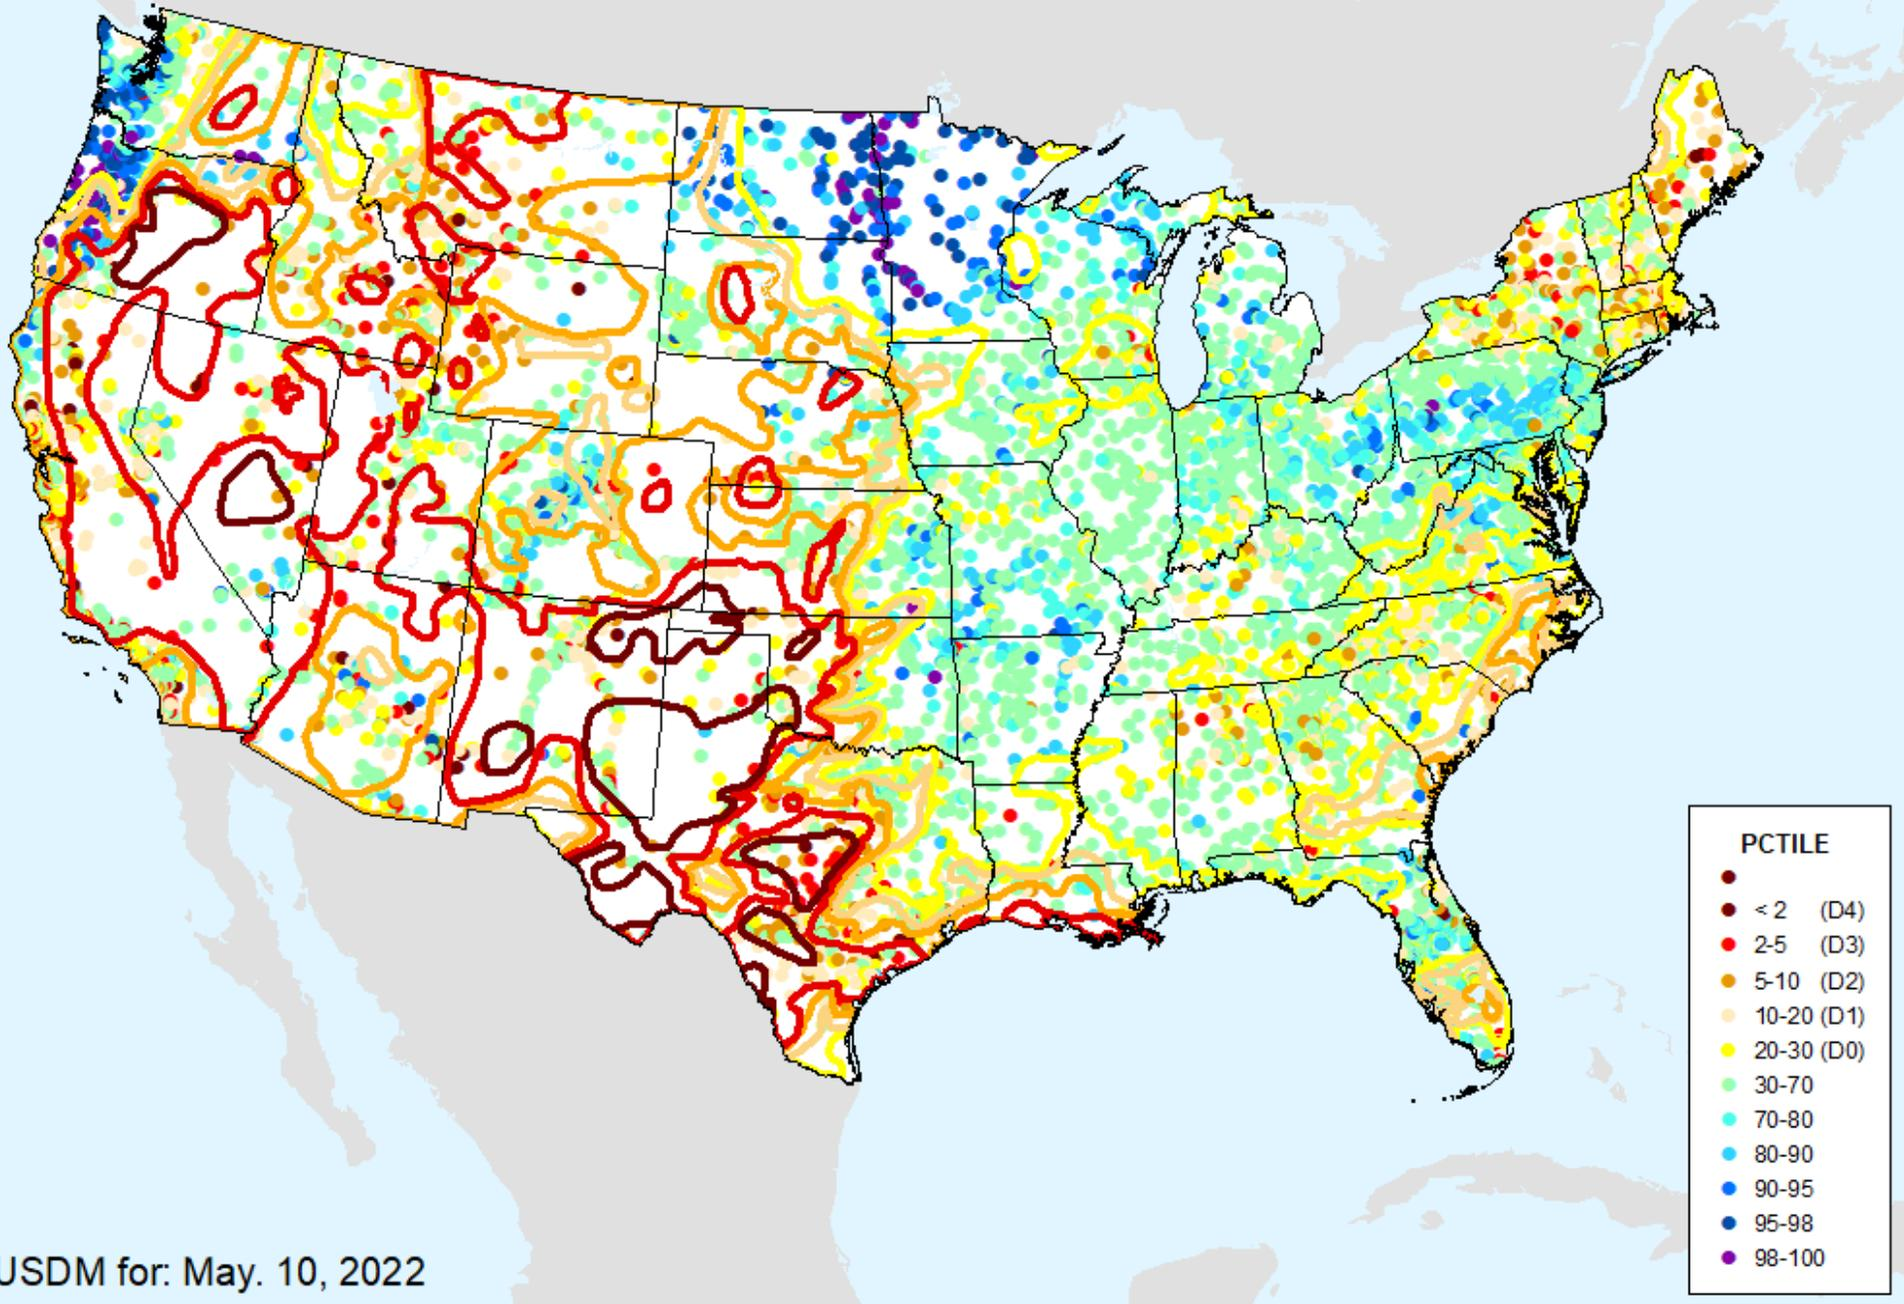 PCTILE
< 2 (D4)
2-5 (D3)
5-10 (D2)
10-20 (D1)
20-30 (D0)
30-70
70-80
80-90
90-95
95-98
98-100
USDM for: May. 10, 2022